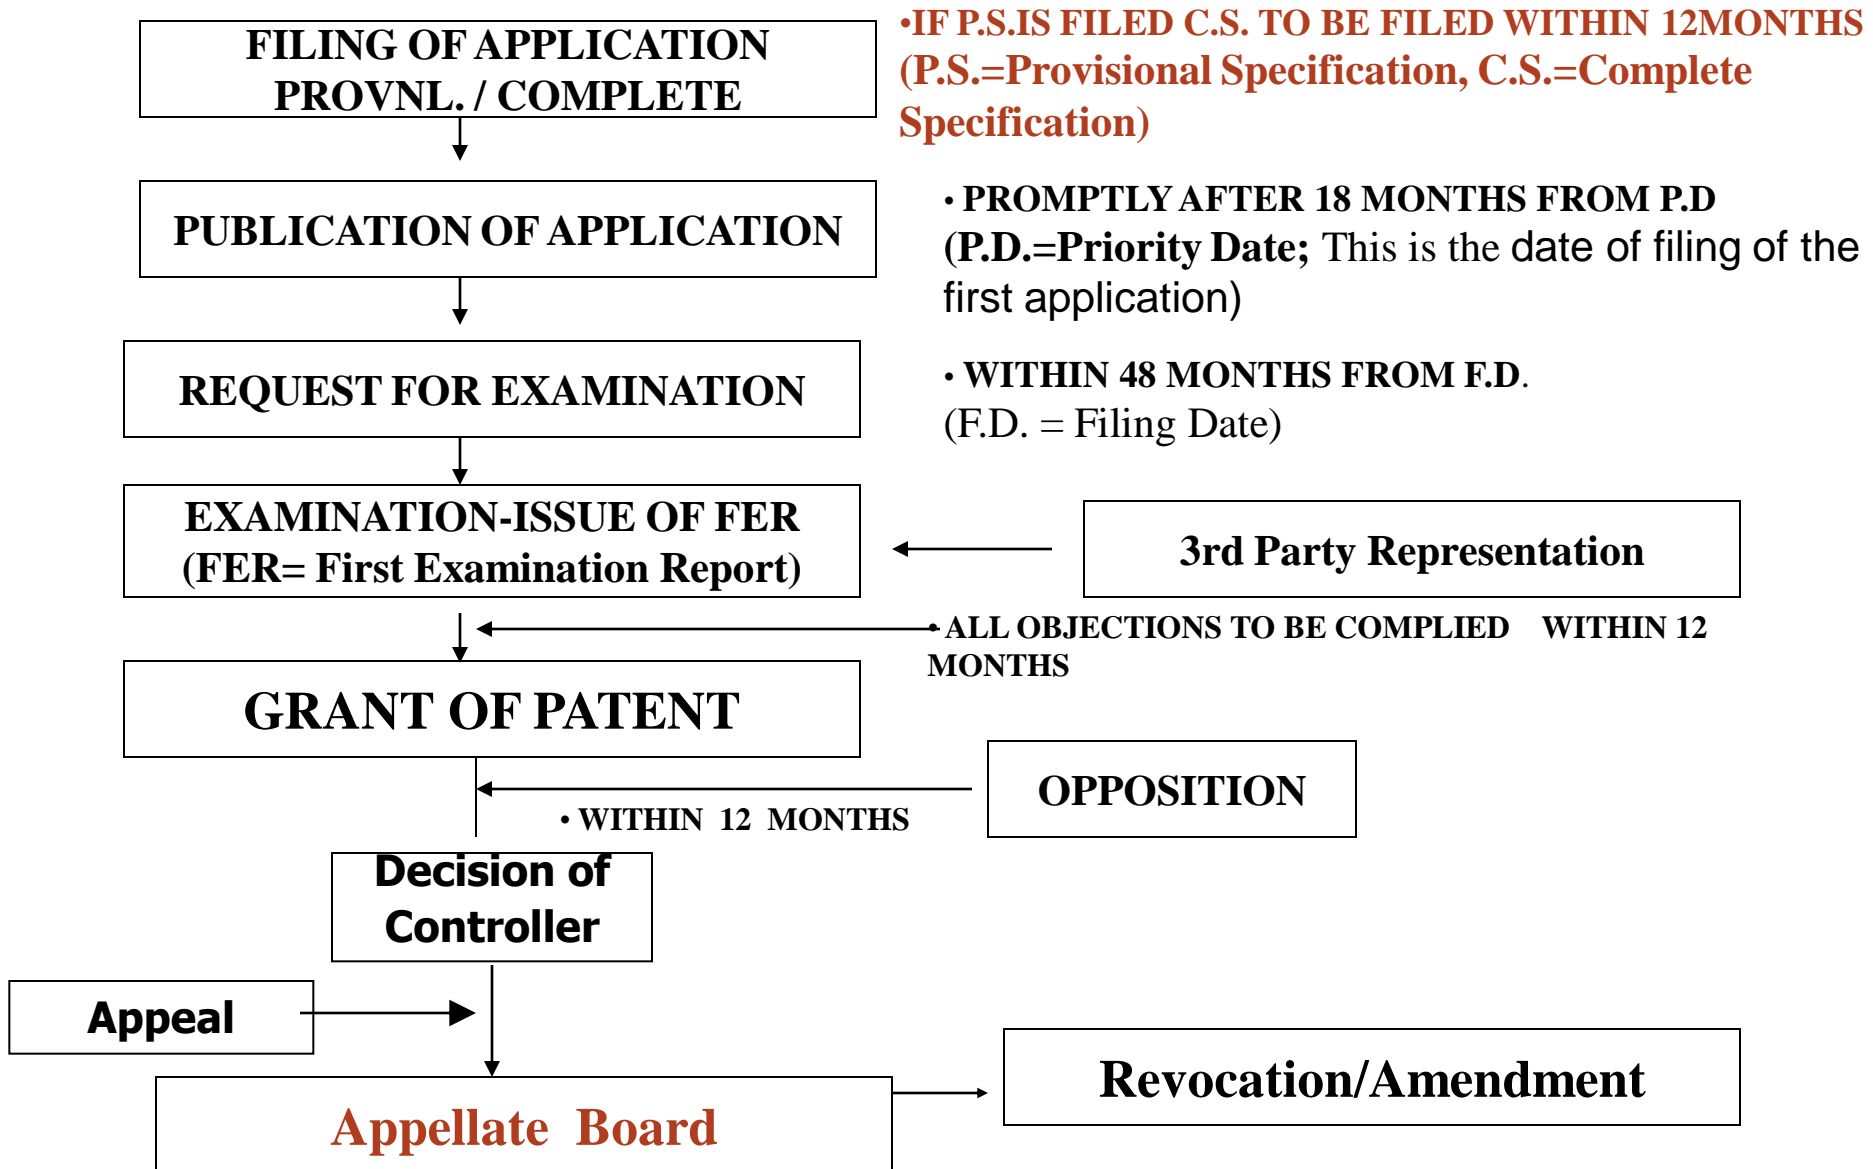 FILING OF APPLICATION
PROVNL. / COMPLETE
•IF P.S.IS FILED C.S. TO BE FILED WITHIN 12MONTHS
(P.S.=Provisional Specification, C.S.=Complete
Specification)
PUBLICATION OF APPLICATION
• PROMPTLY AFTER 18 MONTHS FROM P.D
(P.D.=Priority Date; This is the date of filing of the
first application)
REQUEST FOR EXAMINATION
• WITHIN 48 MONTHS FROM F.D.
(F.D. = Filing Date)
EXAMINATION-ISSUE OF FER
(FER= First Examination Report)
3rd Party Representation
• ALL OBJECTIONS TO BE COMPLIED WITHIN 12
MONTHS
GRANT OF PATENT
OPPOSITION
• WITHIN 12 MONTHS
Decision of
Controller
Appeal
Appellate Board
Revocation/Amendment